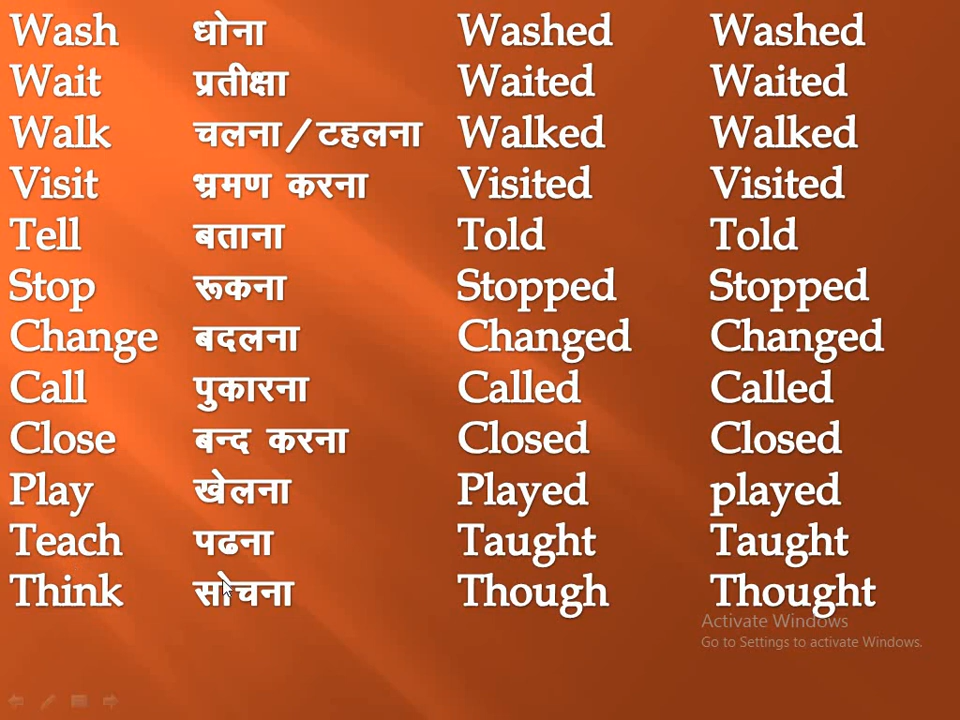 Wash धोना Washed Washed
Wait प्रतीक्षा Waited Waited
Walk चलना/टहलना Walked Walked
Visit भ्रमण करना Visited Visited
Tell बताना Told Told
Stop रूकना Stopped Stopped
Change बदलना Changed Changed
Call पुकारना Called Called
Close बन्द करना Closed Closed
Play खेलना Played played
Teach पढना Taught Taught
Think सोचना Though Thought
Activate Windows
Go to Settings to activate Windows.